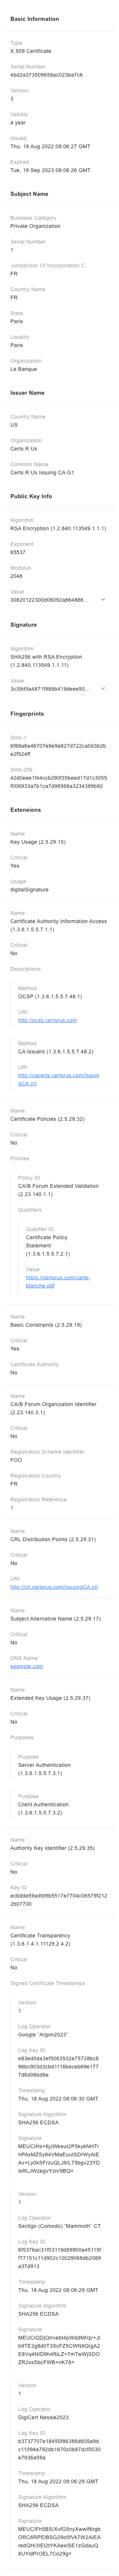 Basic Information
Type
X.509 Certificate
Serial Number
4bd2a373509658ac023ba7c6
Version
3
Validity
a year
Issued
Thu, 18 Aug 2022 08:06:27 GMT
Expired
Tue, 19 Sep 2023 08:06:26 GMT
Subject Name
Business Category
Private Organization
Serial Number
1
Jurisdiction Of Incorporation C
FR
Country Name
FR
State
Paris
Locality
Paris
Organization
Le Banque
Issuer Name
Country Name
US
Organization
Certs R Us
Common Name
Certs R Us Issuing CA G1
Public Key Info
Algorithm
RSA Encryption (1.2.840.113549.1.1.1)
Exponent
65537
Modulus
2048
Value
30820122300d06092a864886...
Signature
Algorithm
SHA256 with RSA Encryption
(1.2.840.113549.1.1.11)
Value
3c39d9a4871f988b419deee50...
Fingerprints
SHA-1
SHA-256
Extensions
Name
Key Usage (2.5.29.15)
Critical
Yes
Usage
digitalSignature
Name
Certificate Authority Information Access
(1.3.6.1.5.5.7.1.1)
Critical
No
Descriptions
Method
OCSP (1.3.6.1.5.5.7.48.1)
URI
http://ocsp.certsrus.com
Method
CA Issuers (1.3.6.1.5.5.7.48.2)
URI
http://cacerts.certsrus.com/Issuin
gCA.crt
Name
Certificate Policies (2.5.29.32)
Critical
No
Policies
Policy ID
CA/B Forum Extended Validation
(2.23.140.1.1)
Qualifiers
Qualifier ID
Certificate Policy
Statement
(1.3.6.1.5.5.7.2.1)
Value
https://certsrus.com/carte-
blanche.pdf
Name
Basic Constraints (2.5.29.19)
Critical
Yes
Certificate Authority
No
Name
CA/B Forum Organization Identifier
(2.23.140.3.1)
Critical
No
Registration Scheme Identifier
FOO
Registration Country
FR
Registration Reference
1
Name
CRL Distribution Points (2.5.29.31)
Critical
No
URI
http://crl.certsrus.com/IssuingCA.crl
Name
Subject Alternative Name (2.5.29.17)
Critical
No
DNS Name
example.com
Name
Extended Key Usage (2.5.29.37)
Critical
No
Purposes
Purpose
Server Authentication
(1.3.6.1.5.5.7.3.1)
Purpose
Client Authentication
(1.3.6.1.5.5.7.3.2)
Name
Authority Key Identifier (2.5.29.35)
Critical
No
Key ID
ecbdde59adfd9b5517e7704c06579f212
2b07700
Name
Certificate Transparency
(1.3.6.1.4.1.11129.2.4.2)
Critical
No
Signed Certificate Timestamps
Version
1
Log Operator
Google “Argon2023”
Log Key ID
e83ed0da3ef5063532e75728bc8
96bc903d3cbd1116beceb69e177
7d6d06bd6e
Timestamp
Thu, 18 Aug 2022 08:06:30 GMT
Signature Algorithm
SHA256 ECDSA
Signature
Version
1
Log Operator
Sectigo (Comodo) “Mammoth” CT
Log Key ID
6f5376ac31f03119d89900a45115f
f77151c11d902c10029068db2089
a37d913
Timestamp
Thu, 18 Aug 2022 08:06:29 GMT
Signature Algorithm
SHA256 ECDSA
Signature
Version
1
Log Operator
DigiCert Nessie2023
Log Key ID
b3737707e18450f86386d605a9d
c11094a792db1670c0b87dcf0030
e7936a59a
Timestamp
Thu, 18 Aug 2022 08:06:29 GMT
Signature Algorithm
SHA256 ECDSA
Signature